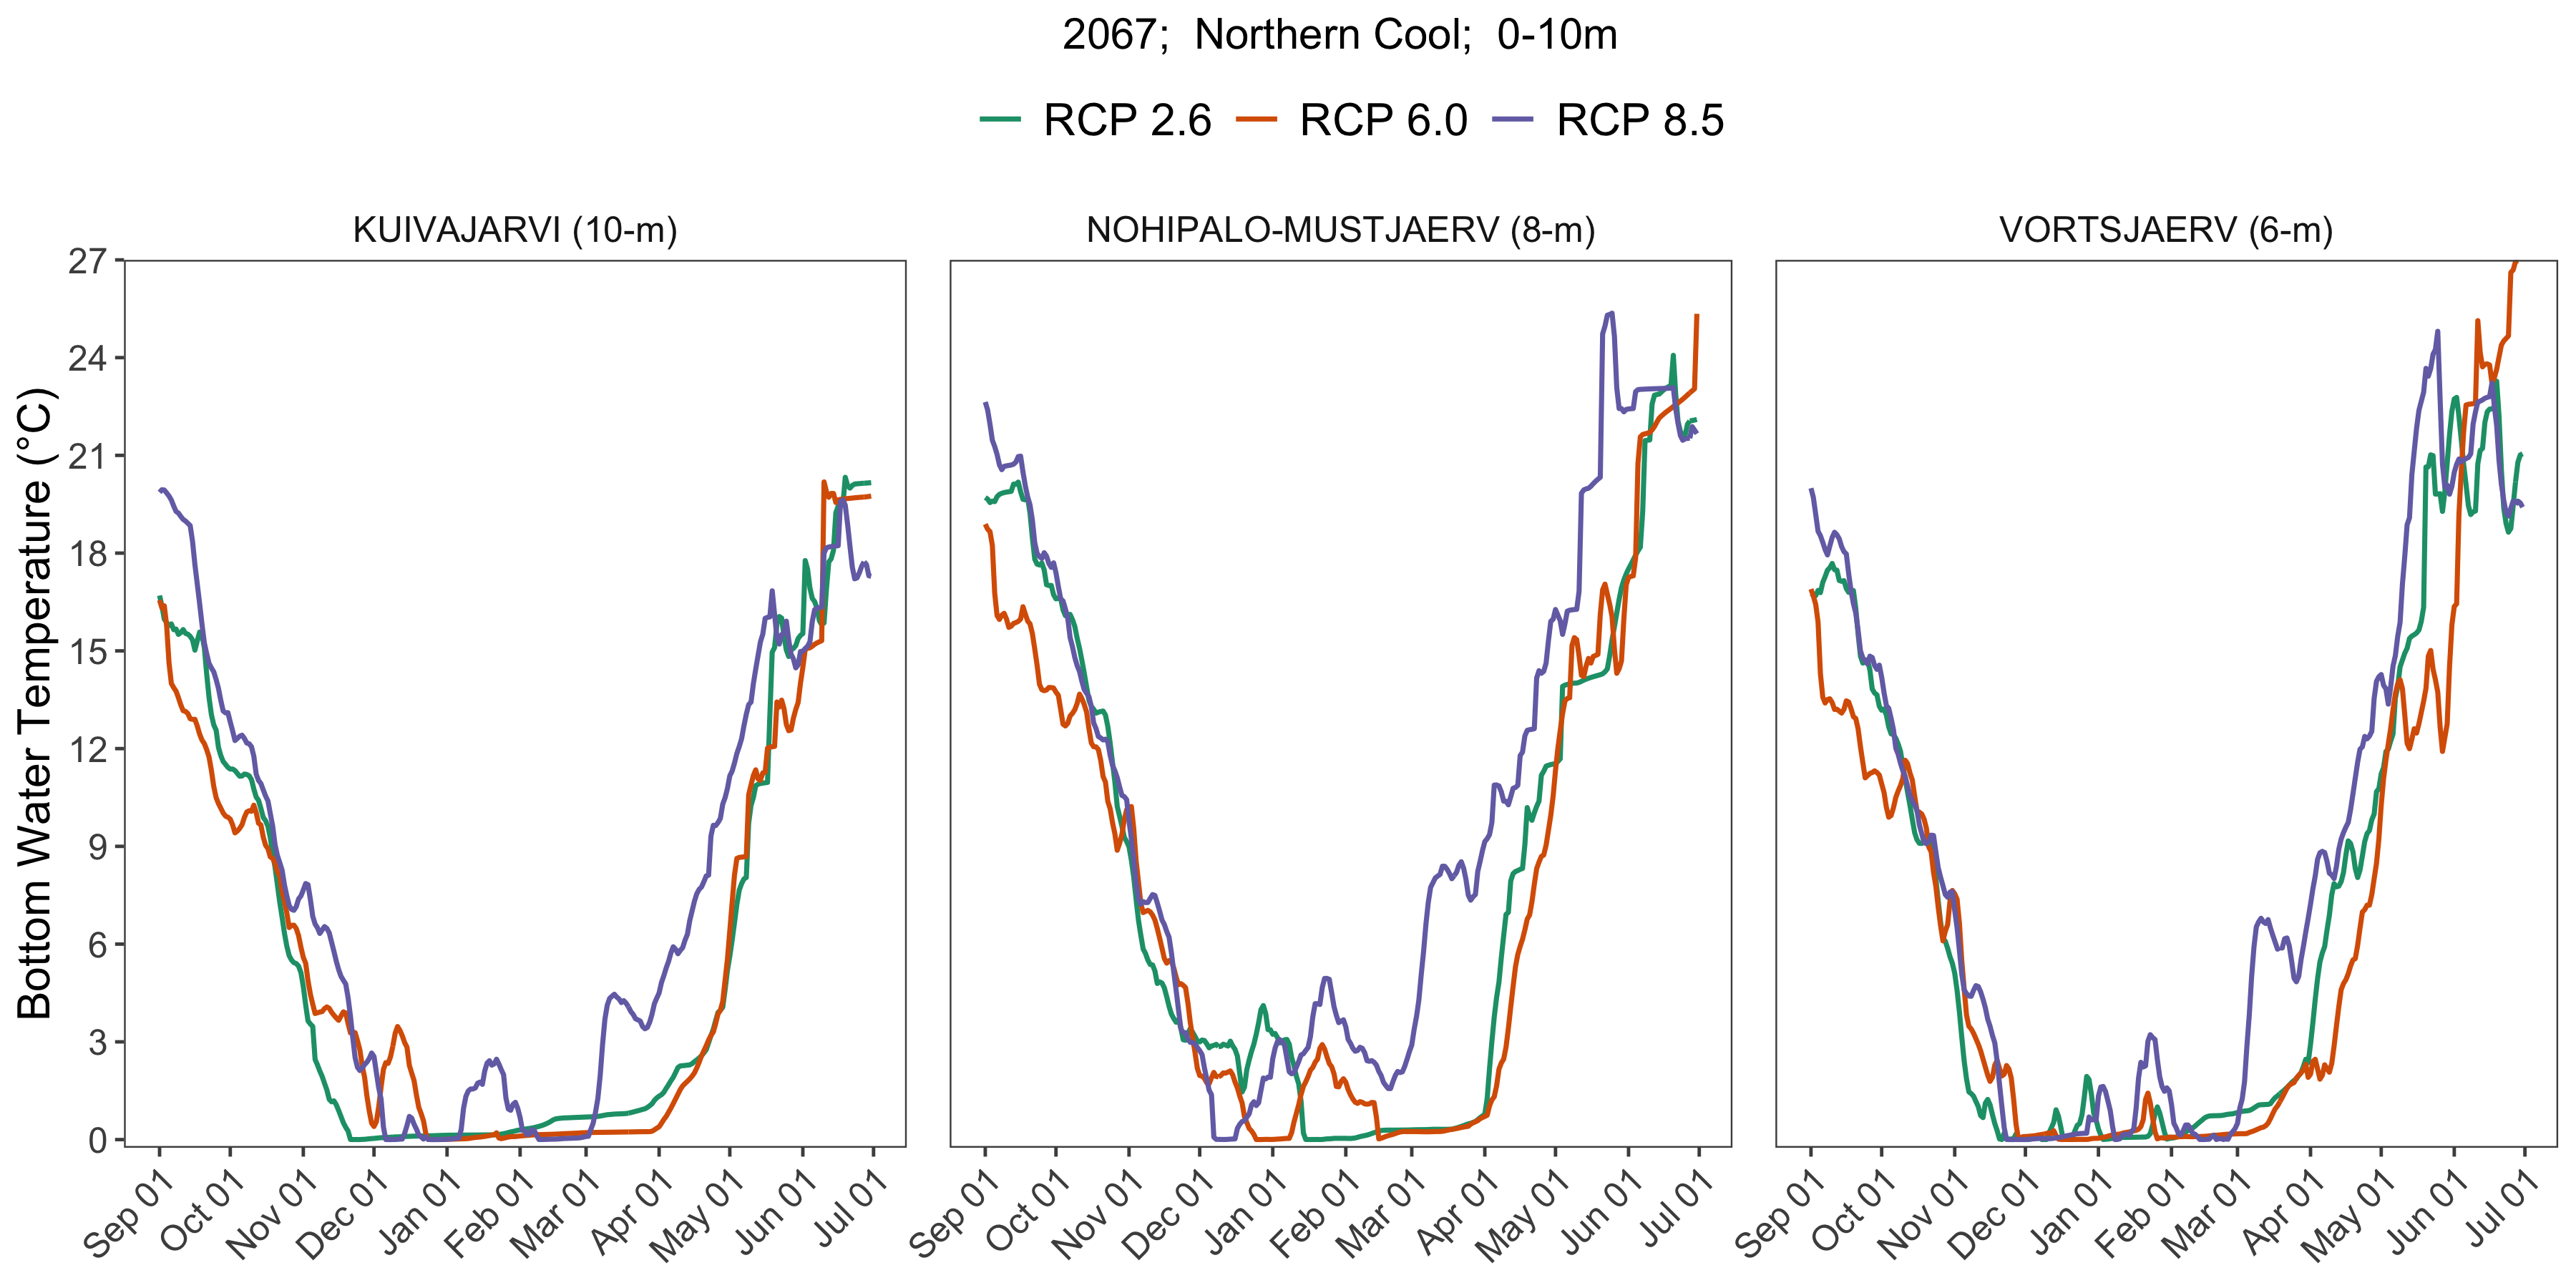 2067; Northern Cool; 0-10m
RCP 2.6 RCP 6.0 RCP 8.5
KUIVAJARVI (10-m) NOHIPALO-MUSTJAERV (8-m) VORTSJAERV (6-m)
Bottom Water Temperature (°C)
27
24
21
18
15
12
9
6
3
0
Sep 01 Oct 01 Nov 01 Dec 01 Jan 01 Feb 01 Mar 01 Apr 01 May 01 Jun 01 Jul 01
Sep 01 Oct 01 Nov 01 Dec 01 Jan 01 Feb 01 Mar 01 Apr 01 May 01 Jun 01 Jul 01
Sep 01 Oct 01 Nov 01 Dec 01 Jan 01 Feb 01 Mar 01 Apr 01 May 01 Jun 01 Jul 01